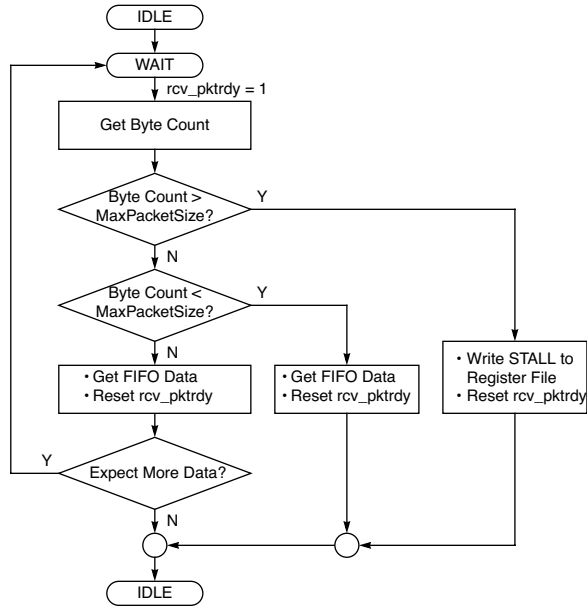 IDLE
WAIT
rcv_pktrdy = 1
Get Byte Count
Byte Count >
MaxPacketSize?
Y
N
Byte Count <
MaxPacketSize?
Y
N
• Get FIFO Data
• Reset rcv_pktrdy
• Get FIFO Data
• Reset rcv_pktrdy
• Write STALL to
Register File
• Reset rcv_pktrdy
Y
Expect More Data?
N
IDLE